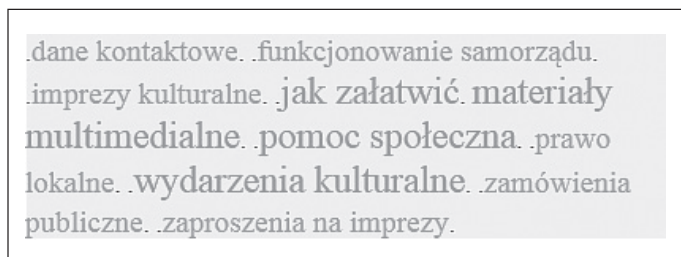 .dane kontaktowe. .funkcjonowanie samorządu.
.imprezy kulturalne. .jak załatwić. materiały
multimedialne. .pomoc społeczna. .prawo
lokalne. .wydarzenia kulturalne. .zamówienia
publiczne. .zaproszenia na imprezy.